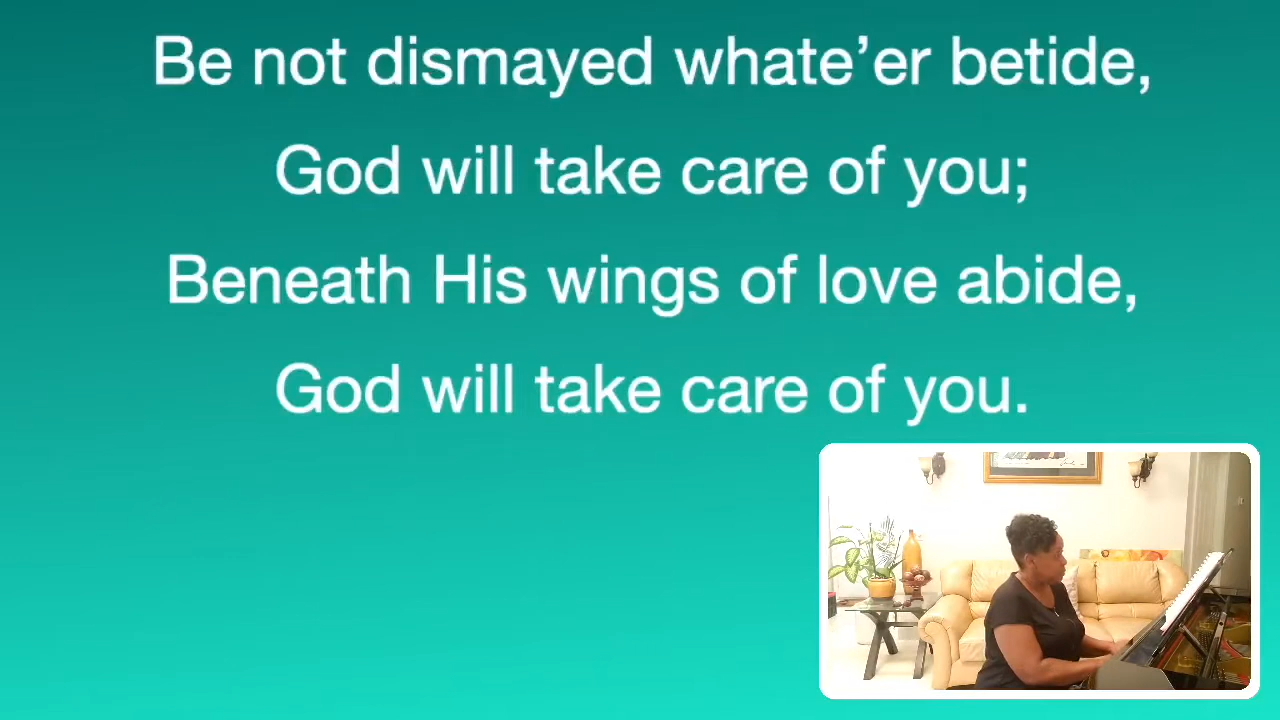 Be not dismayed whate’er betide,
God will take care of you;
Beneath His wings of love abide,
God will take care of you.